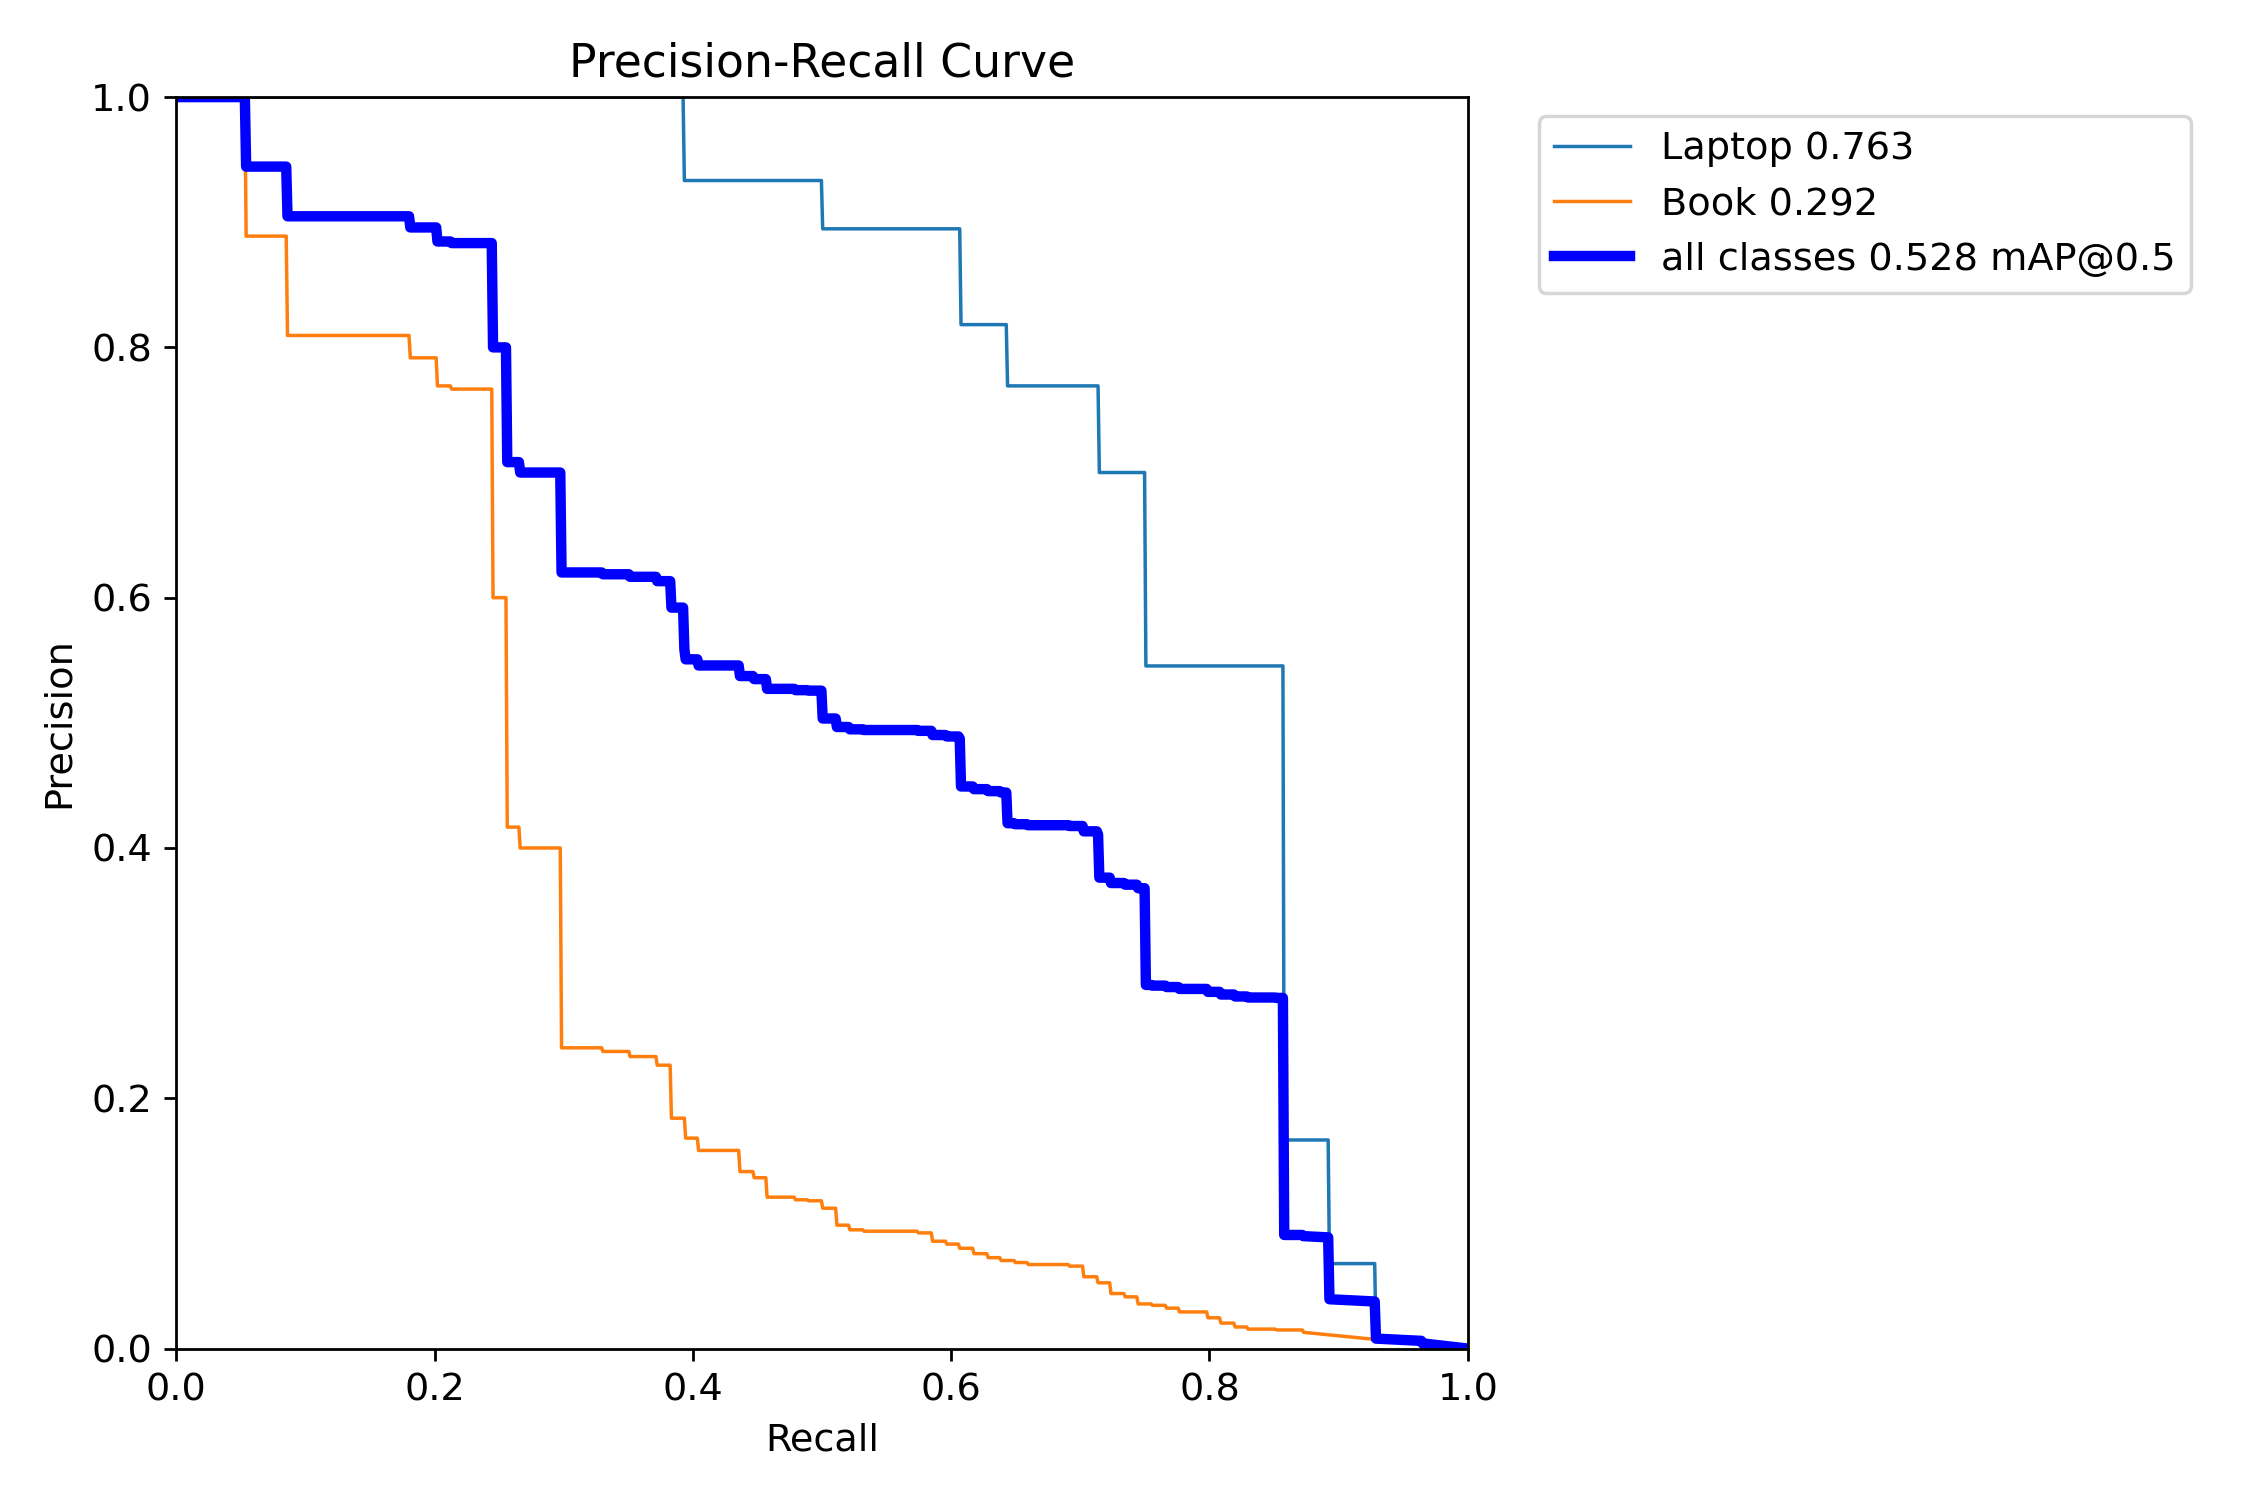 Precision-Recall Curve
1.0
0.8
0.6
0.4
0.2
0.0
Precision
0.0 0.2 0.4 0.6 0.8 1.0
Recall
Laptop 0.763
Book 0.292
all classes 0.528 mAP@0.5